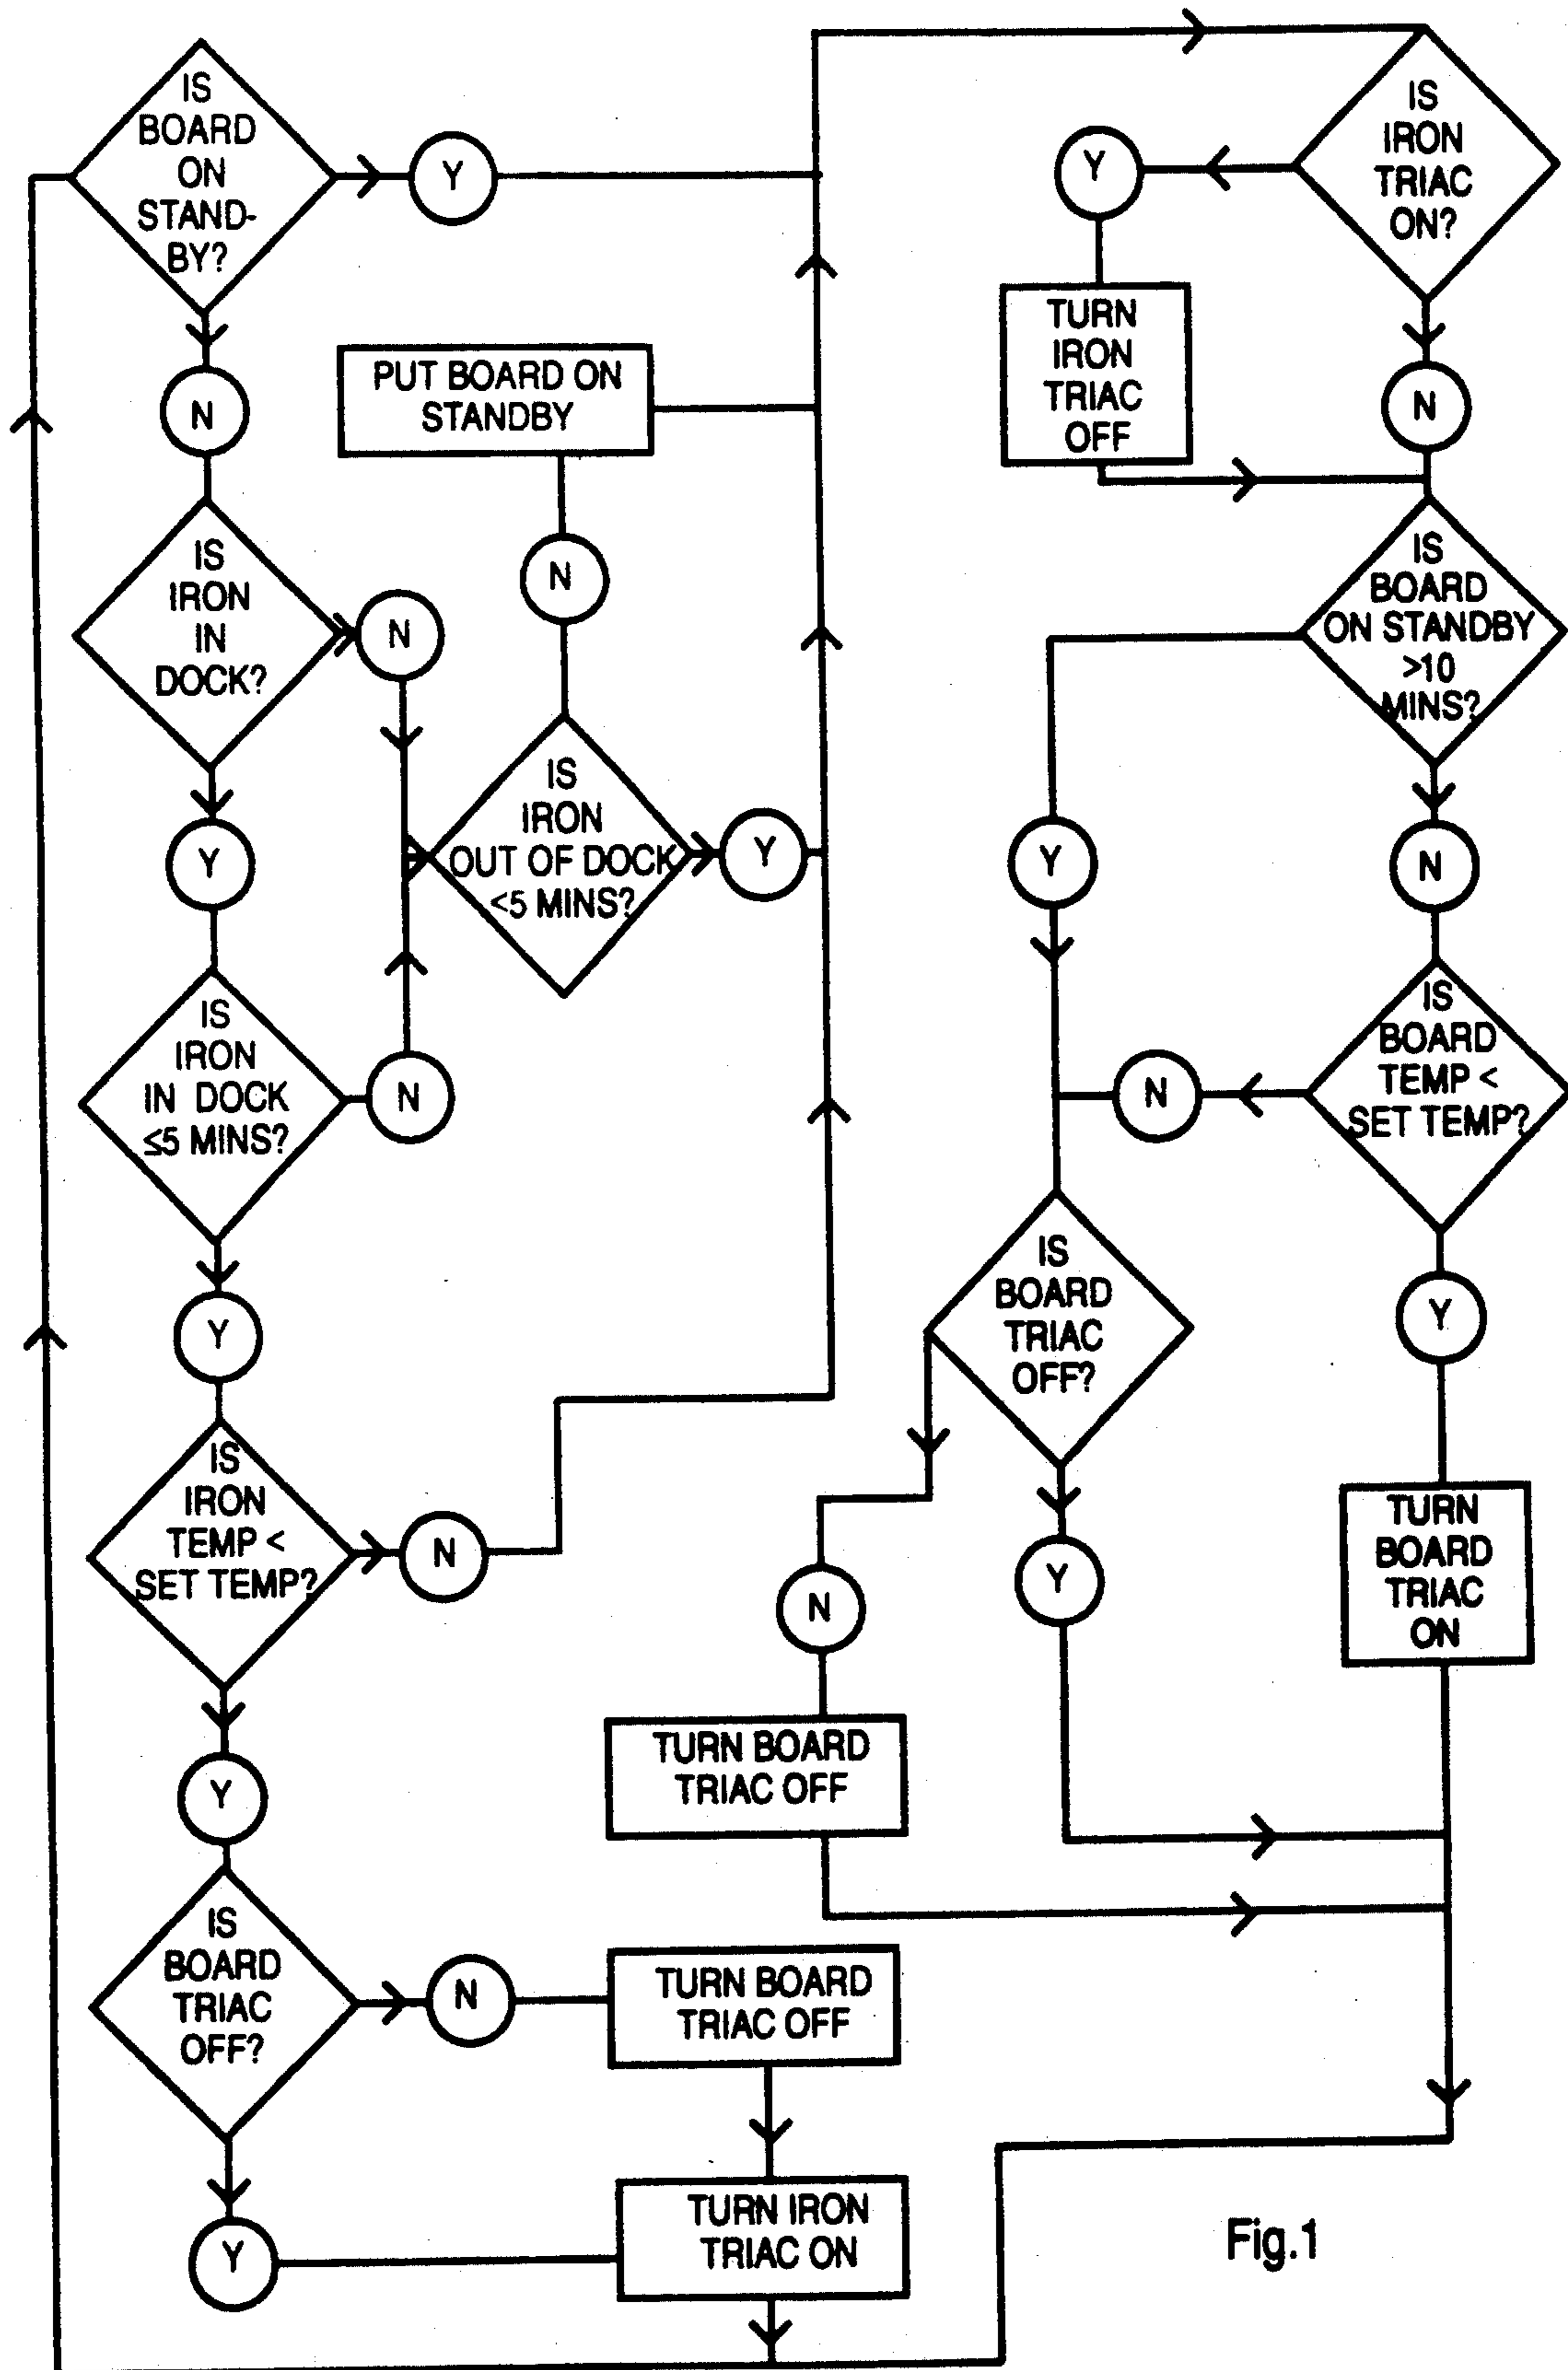 IS
BOARD
ON
STAND-
BY?
Y
N
PUT BOARD ON
STANDBY
N
IS
IRON
IN
DOCK?
N
Y
IS
IRON
OUT OF DOCK
<5 MINS?
Y
IS
IRON
IN DOCK
≤5 MINS?
N
Y
IS
IRON
TEMP <
SET TEMP?
N
Y
IS
BOARD
TRIAC
OFF?
N
TURN BOARD
TRIAC OFF
Y
TURN IRON
TRIAC ON
IS
IRON
TRIAC
ON?
Y
TURN
IRON
TRIAC
OFF
N
IS
BOARD
ON STANDBY
>10
MINS?
Y
N
IS
BOARD
TEMP <
SET TEMP?
N
Y
IS
BOARD
TRIAC
OFF?
N
Y
TURN BOARD
TRIAC OFF
TURN
BOARD
TRIAC
ON
Fig.1